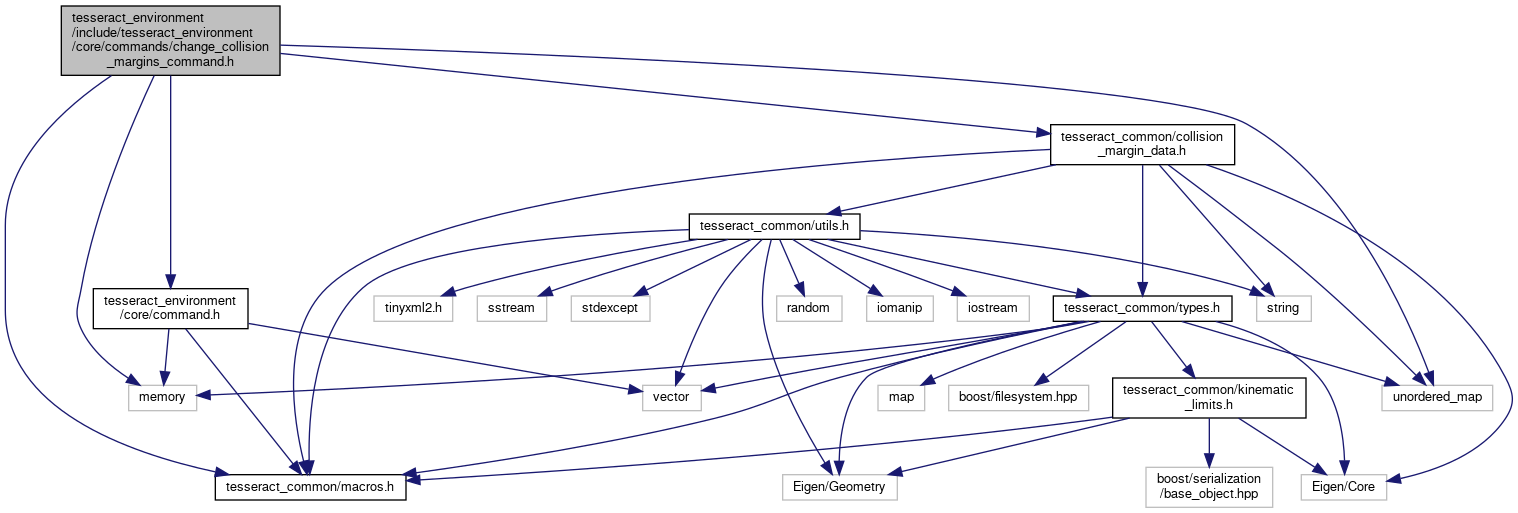 tesseract_environment
/include/tesseract_environment
/core/commands/change_collision
_margins_command.h
tesseract_common/collision
_margin_data.h
tesseract_common/utils.h
tesseract_environment
/core/command.h
tinyxml2.h
sstream
stdexcept
random
iomanip
iostream
tesseract_common/types.h
string
memory
vector
map
boost/filesystem.hpp
tesseract_common/kinematic
_limits.h
unordered_map
tesseract_common/macros.h
Eigen/Geometry
boost/serialization
/base_object.hpp
Eigen/Core